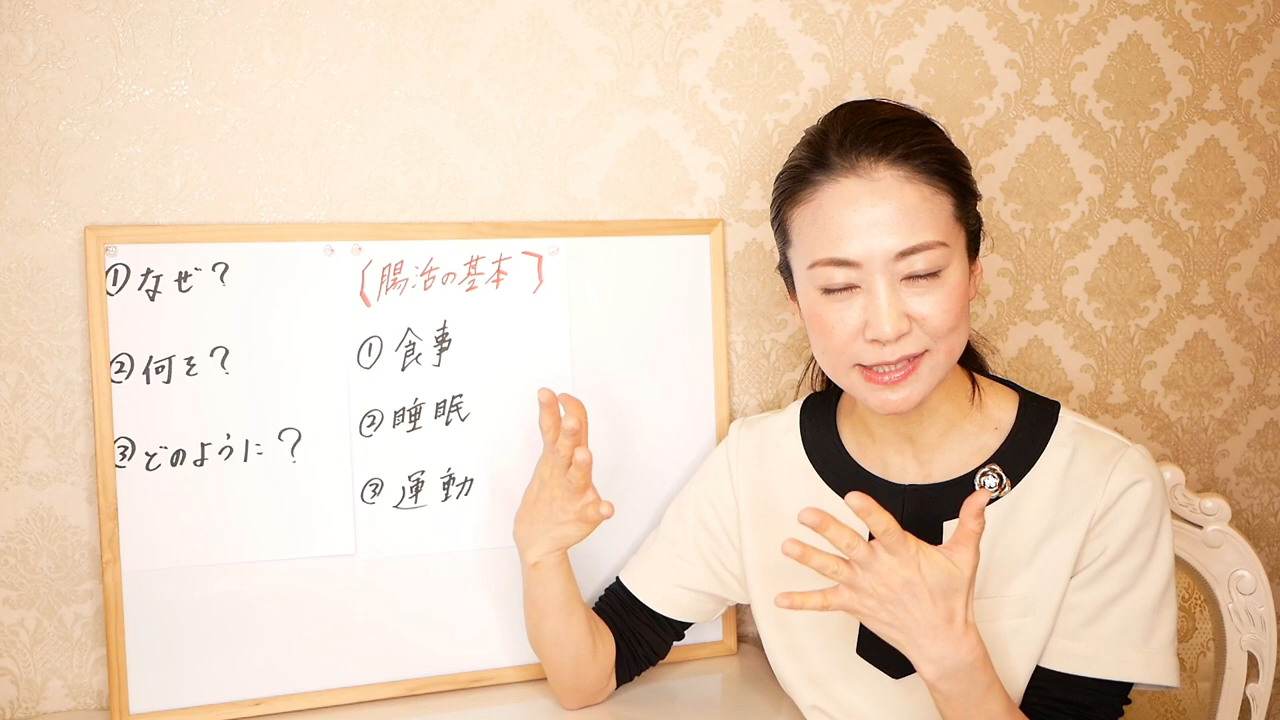 ①なぜ?
②何を?
③どのように?
〔腸活の基本〕
①食事
②睡眠
③運動